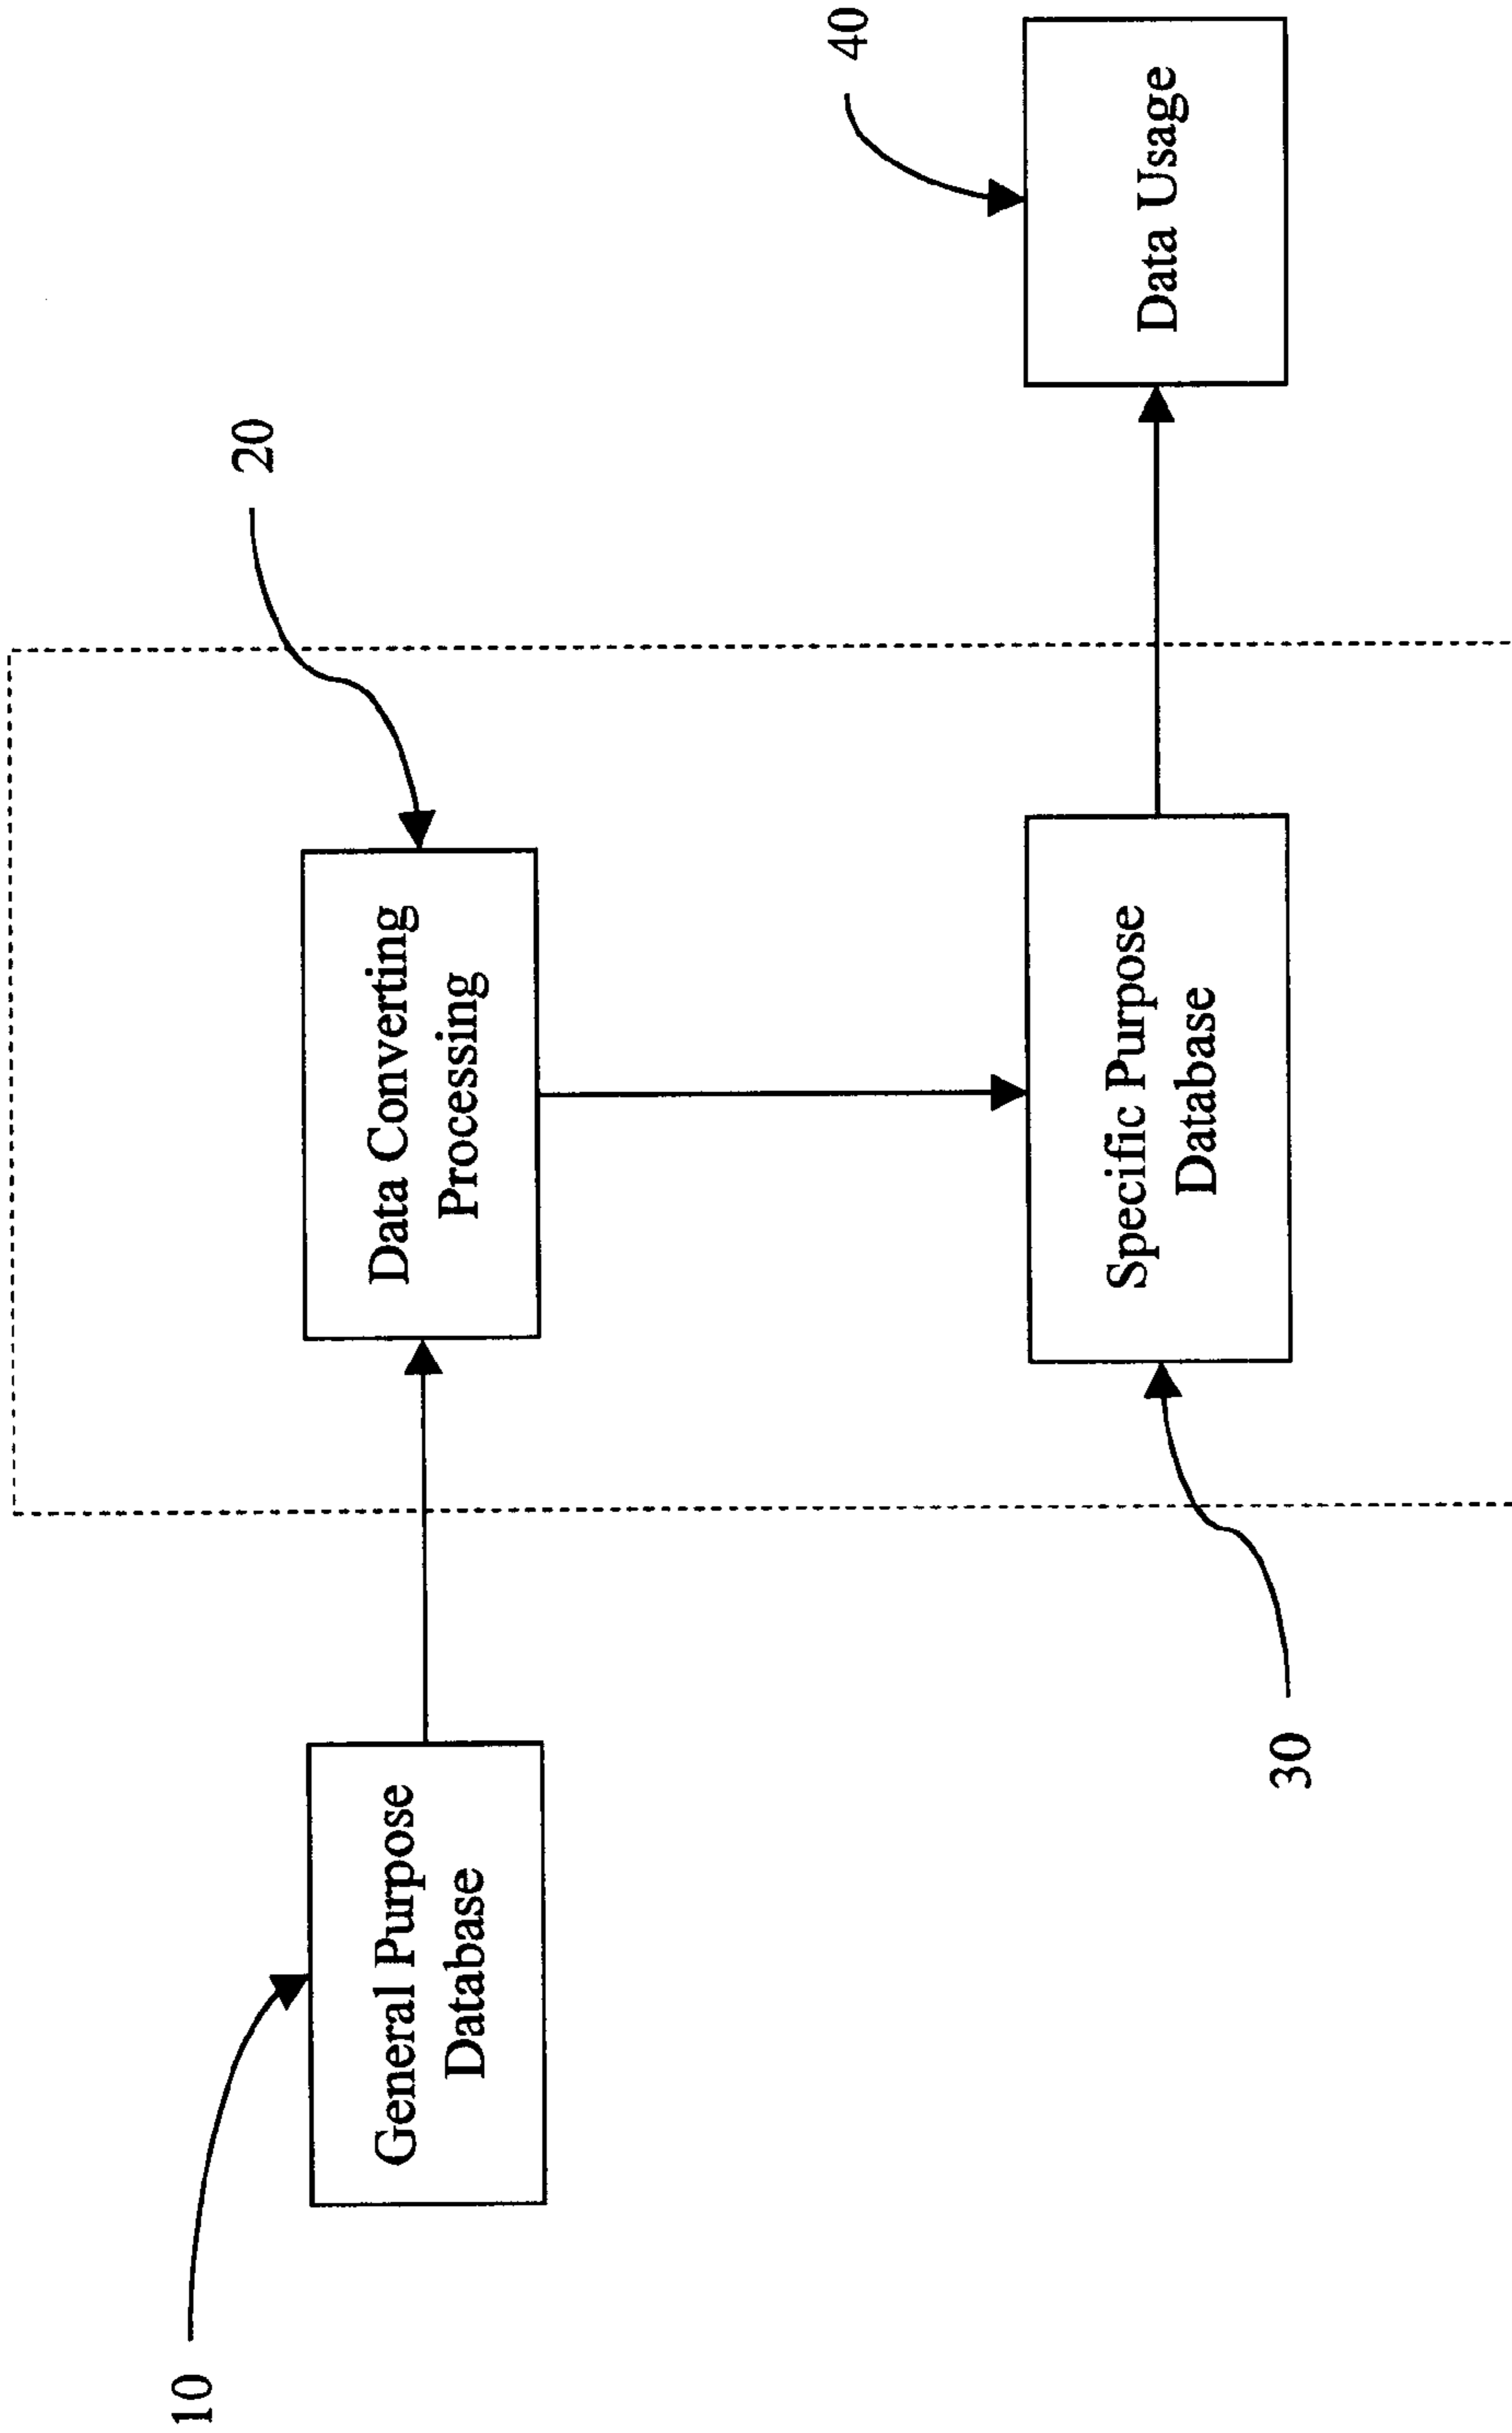 10
General Purpose
Database
20
Data Converting
Processing
30
Specific Purpose
Database
40
Data Usage